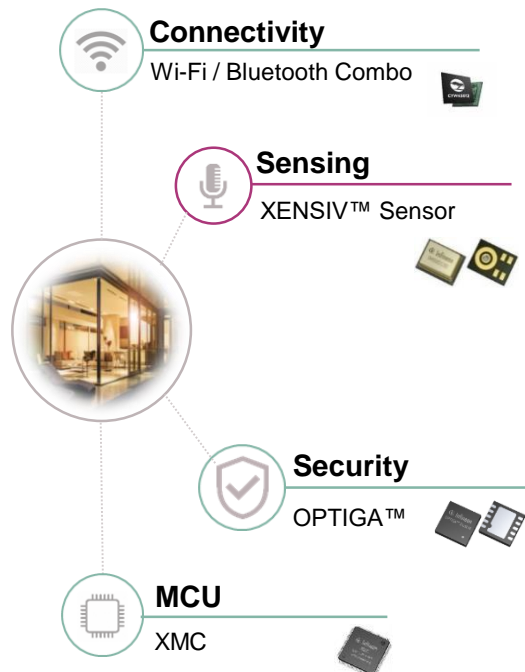 Connectivity
Wi-Fi / Bluetooth Combo
Sensing
XENSIV™ Sensor
Security
OPTIGA™
MCU
XMC